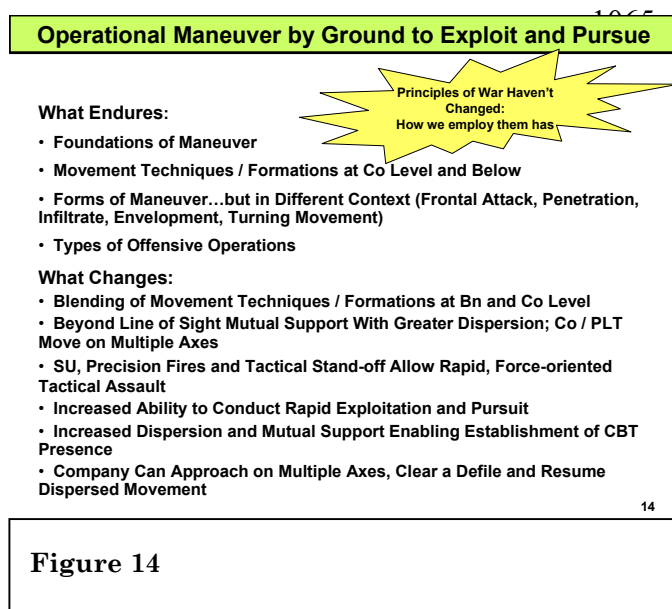 Operational Maneuver by Ground to Exploit and Pursue
Principles of War Haven't
Changed:
How we employ them has
What Endures:
• Foundations of Maneuver
• Movement Techniques / Formations at Co Level and Below
• Forms of Maneuver…but in Different Context (Frontal Attack, Penetration,
Infiltrate, Envelopment, Turning Movement)
• Types of Offensive Operations
What Changes:
• Blending of Movement Techniques / Formations at Bn and Co Level
• Beyond Line of Sight Mutual Support With Greater Dispersion; Co / PLT
Move on Multiple Axes
• SU, Precision Fires and Tactical Stand-off Allow Rapid, Force-oriented
Tactical Assault
• Increased Ability to Conduct Rapid Exploitation and Pursuit
• Increased Dispersion and Mutual Support Enabling Establishment of CBT
Presence
• Company Can Approach on Multiple Axes, Clear a Defile and Resume
Dispersed Movement
14
Figure 14